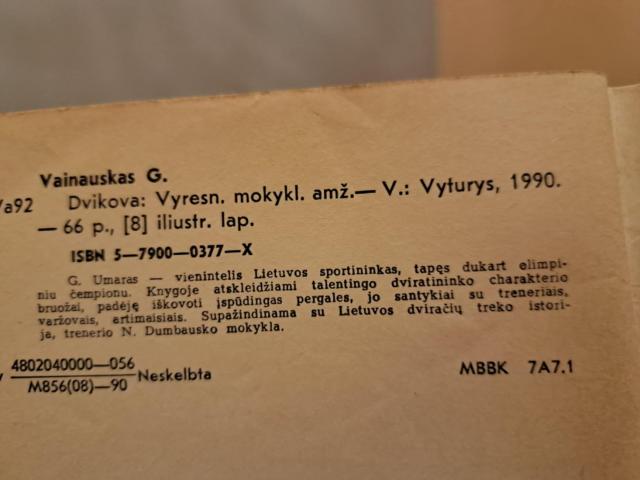 Vainauskas G.
Va92 Dvikova: Vyresn. mokykl. amž.— V.: Vyturys, 1990.
— 66 p., [8] iliustr. lap.
ISBN 5—7900—0377—X
G. Umaras — vienintelis Lietuvos sportininkas, tapęs dukart olimpi-
niu čempionu. Knygoje atskleidžiami talentingo dviratininko charakterio
bruožai, padėję iškovoti įspūdingas pergales, jo santykiai su treneriais,
varžovais, artimaisiais. Supažindinama su Lietuvos dviračių treko istori-
ja, trenerio N. Dumbausko mokykla.
4802040000—056
M856(08)—90
Neskelbta
MBBK 7A7.1